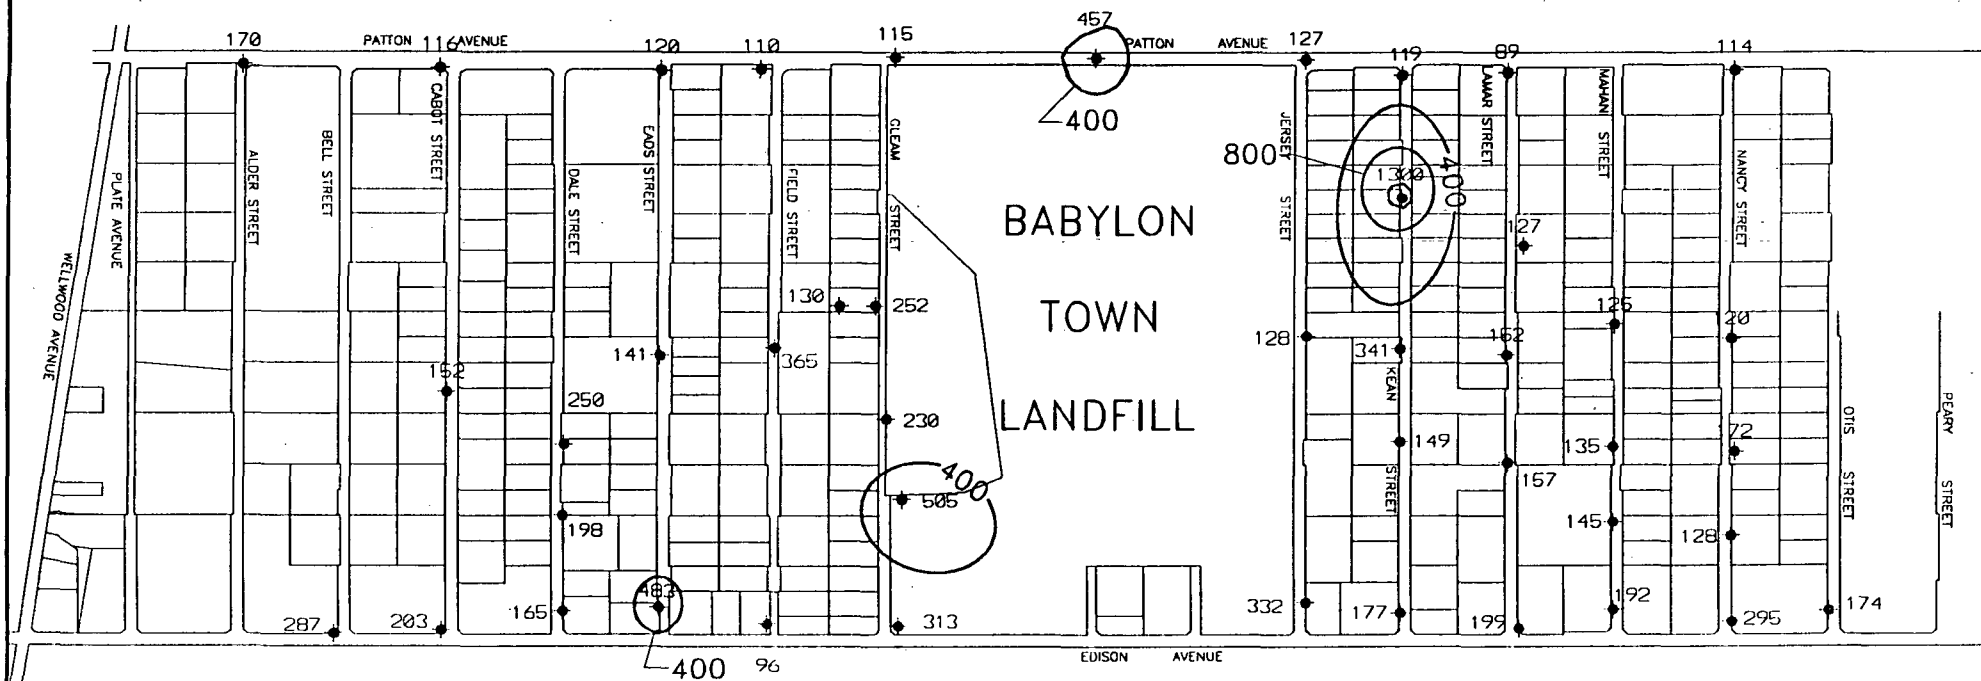 457
170
PATTON 116 AVENUE
120
110
115
PATTON AVENUE
127
119
89
114
400
CABOT STREET
LAMAR STREET
MAHAN STREET
BELL STREET
ALDER STREET
PLATE AVENUE
WELLWOOD AVENUE
DALE STREET
EADS STREET
FIELD STREET
GLEAM STREET
JERSEY STREET
NANCY STREET
800
1300
400
BABYLON
TOWN
LANDFILL
127
130
252
125
20
128
341
162
141
365
152
KEAN STREET
250
230
149
135
72
OTIS STREET
PEARY STREET
157
400
505
198
145
128
483
165
332
177
192
174
287
203
313
199
295
400
96
EDISON AVENUE